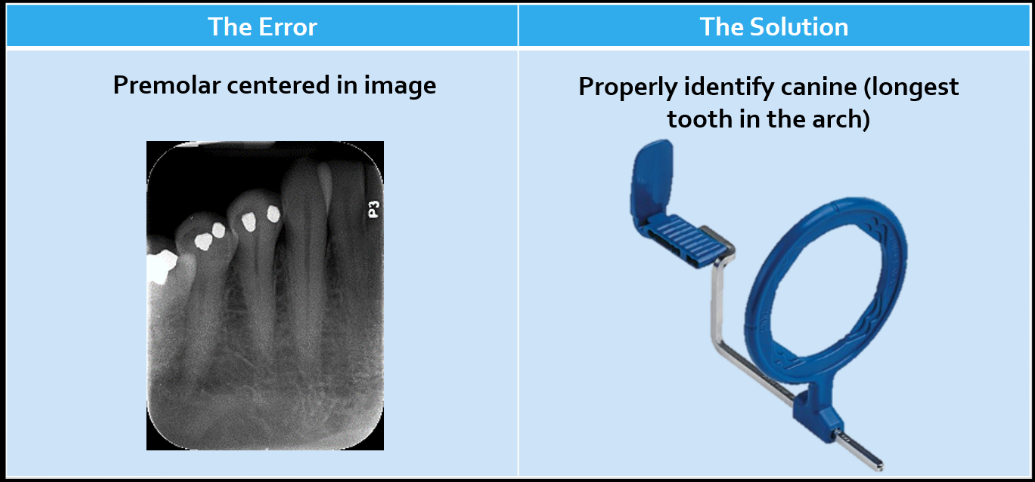 The Error
The Solution
Premolar centered in image
Properly identify canine (longest
tooth in the arch)
P3